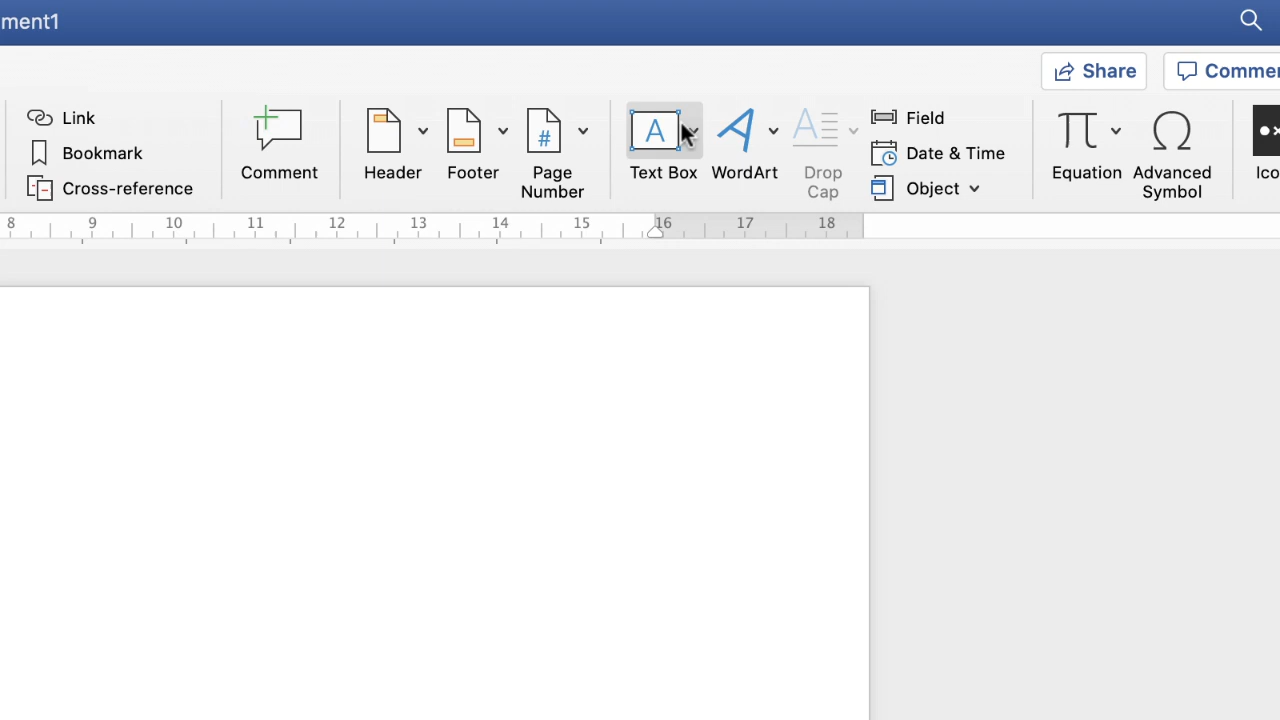 ment1
Share
Commen
Link
Bookmark
Cross-reference
Comment
Header
Footer
#
Page
Number
A
Text Box
A
WordArt
A
Drop
Cap
Field
Date & Time
Object
π
Equation
Ω
Advanced
Symbol
Ico
8 9 10 11 12 13 14 15 16 17 18